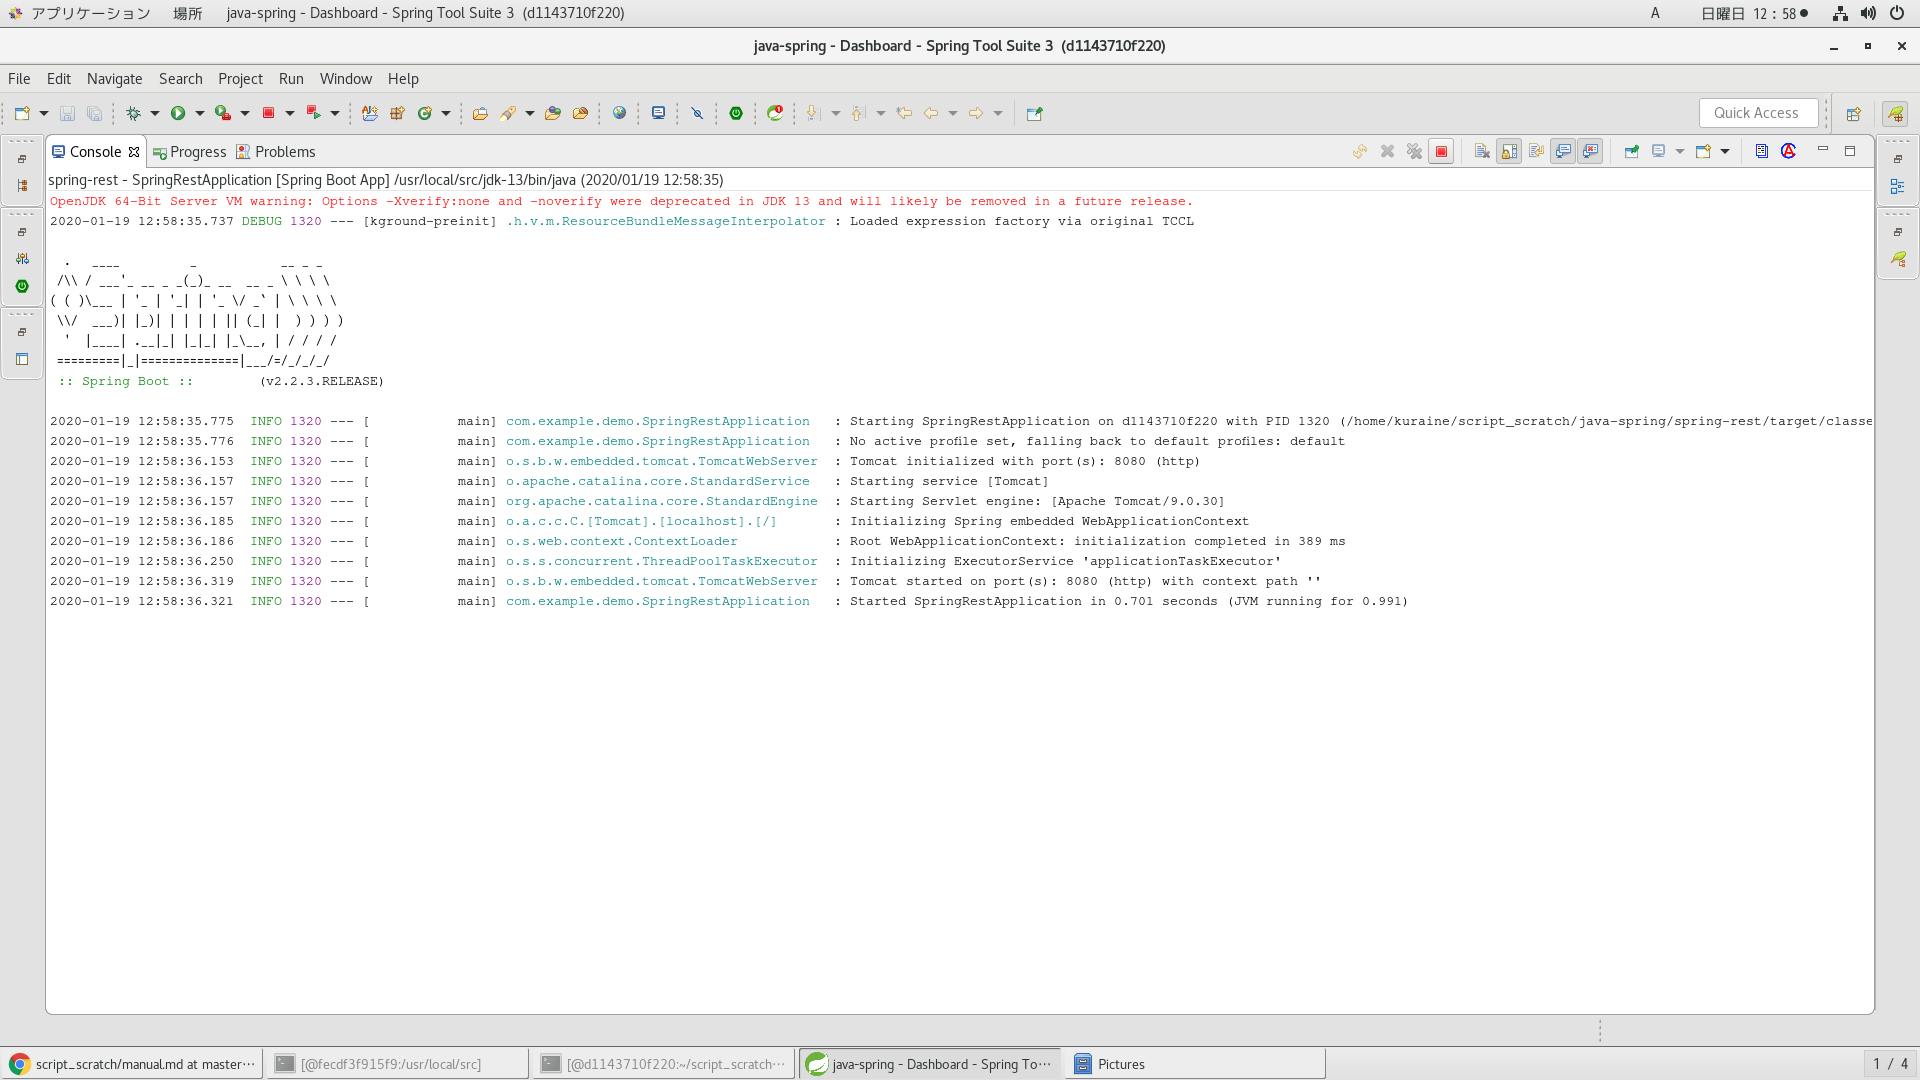 アプリケーション 場所 java-spring - Dashboard - Spring Tool Suite 3 (d1143710f220) A 日曜日 12 : 58●
java-spring - Dashboard - Spring Tool Suite 3 (d1143710f220)
File Edit Navigate Search Project Run Window Help
Quick Access
Console Progress Problems
spring-rest - SpringRestApplication [Spring Boot App] /usr/local/src/jdk-13/bin/java (2020/01/19 12:58:35)
OpenJDK 64-Bit Server VM warning: Options -Xverify:none and -noverify were deprecated in JDK 13 and will likely be removed in a future release.
2020-01-19 12:58:35.737 DEBUG 1320 --- [kground-preinit] .h.v.m.ResourceBundleMessageInterpolator : Loaded expression factory via original TCCL
  .   ____          _            __ _ _
 /\\ / ___'_ __ _ _(_)_ __  __ _ \ \ \ \
( ( )\___ | '_ | '_| | '_ \/ _` | \ \ \ \
 \\/  ___)| |_)| | | | | || (_| |  ) ) ) )
  '  |____| .__|_| |_|_| |_\__, | / / / /
 =========|_|==============|___/=/_/_/_/
 :: Spring Boot ::        (v2.2.3.RELEASE)
2020-01-19 12:58:35.775  INFO 1320 --- [           main] com.example.demo.SpringRestApplication   : Starting SpringRestApplication on d1143710f220 with PID 1320 (/home/kuraine/script_scratch/java-spring/spring-rest/target/classe
2020-01-19 12:58:35.776  INFO 1320 --- [           main] com.example.demo.SpringRestApplication   : No active profile set, falling back to default profiles: default
2020-01-19 12:58:36.153  INFO 1320 --- [           main] o.s.b.w.embedded.tomcat.TomcatWebServer  : Tomcat initialized with port(s): 8080 (http)
2020-01-19 12:58:36.157  INFO 1320 --- [           main] o.apache.catalina.core.StandardService   : Starting service [Tomcat]
2020-01-19 12:58:36.157  INFO 1320 --- [           main] org.apache.catalina.core.StandardEngine  : Starting Servlet engine: [Apache Tomcat/9.0.30]
2020-01-19 12:58:36.185  INFO 1320 --- [           main] o.a.c.c.C.[Tomcat].[localhost].[/]       : Initializing Spring embedded WebApplicationContext
2020-01-19 12:58:36.186  INFO 1320 --- [           main] o.s.web.context.ContextLoader            : Root WebApplicationContext: initialization completed in 389 ms
2020-01-19 12:58:36.250  INFO 1320 --- [           main] o.s.s.concurrent.ThreadPoolTaskExecutor  : Initializing ExecutorService 'applicationTaskExecutor'
2020-01-19 12:58:36.319  INFO 1320 --- [           main] o.s.b.w.embedded.tomcat.TomcatWebServer  : Tomcat started on port(s): 8080 (http) with context path ''
2020-01-19 12:58:36.321  INFO 1320 --- [           main] com.example.demo.SpringRestApplication   : Started SpringRestApplication in 0.701 seconds (JVM running for 0.991)
script_scratch/manual.md at master⋯ [@fecdf3f915f9:/usr/local/src] [@d1143710f220:~/script_scratch⋯ java-spring - Dashboard - Spring To⋯ Pictures 1 / 4